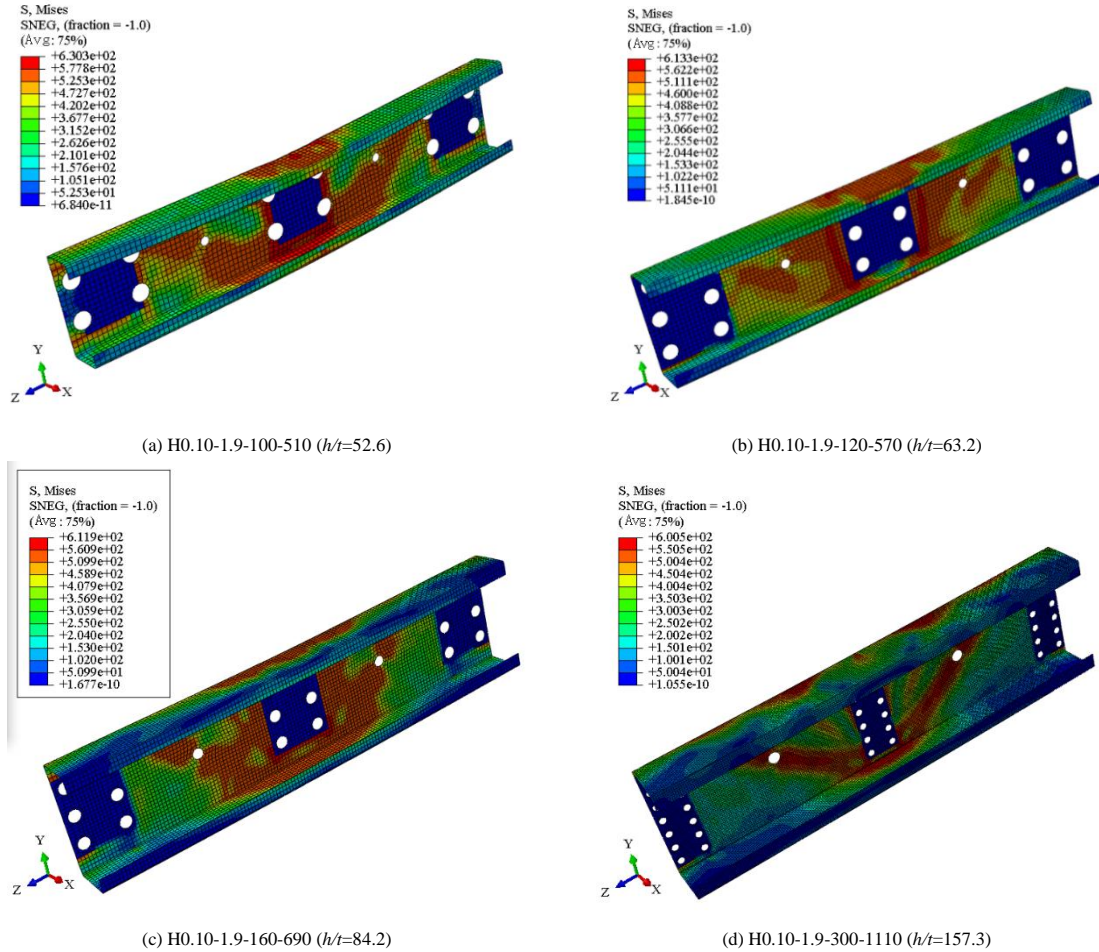 S, Mises
SNEG, (fraction = -1.0)
(Avg: 75%)
+6.303e+02
+5.778e+02
+5.253e+02
+4.727e+02
+4.202e+02
+3.677e+02
+3.152e+02
+2.626e+02
+2.101e+02
+1.576e+02
+1.051e+02
+5.253e+01
+6.840e-11
Y
Z
X
(a) H0.10-1.9-100-510 (h/t=52.6)
S, Mises
SNEG, (fraction = -1.0)
(Avg: 75%)
+6.133e+02
+5.622e+02
+5.111e+02
+4.600e+02
+4.088e+02
+3.577e+02
+3.066e+02
+2.555e+02
+2.044e+02
+1.533e+02
+1.022e+02
+5.111e+01
+1.845e-10
Y
Z
X
(b) H0.10-1.9-120-570 (h/t=63.2)
S, Mises
SNEG, (fraction = -1.0)
(Avg: 75%)
+6.119e+02
+5.609e+02
+5.099e+02
+4.589e+02
+4.079e+02
+3.569e+02
+3.059e+02
+2.550e+02
+2.040e+02
+1.530e+02
+1.020e+02
+5.099e+01
+1.677e-10
Y
Z
X
(c) H0.10-1.9-160-690 (h/t=84.2)
S, Mises
SNEG, (fraction = -1.0)
(Avg: 75%)
+6.005e+02
+5.505e+02
+5.004e+02
+4.504e+02
+4.004e+02
+3.503e+02
+3.003e+02
+2.502e+02
+2.002e+02
+1.501e+02
+1.001e+02
+5.004e+01
+1.055e-10
Y
Z
X
(d) H0.10-1.9-300-1110 (h/t=157.3)